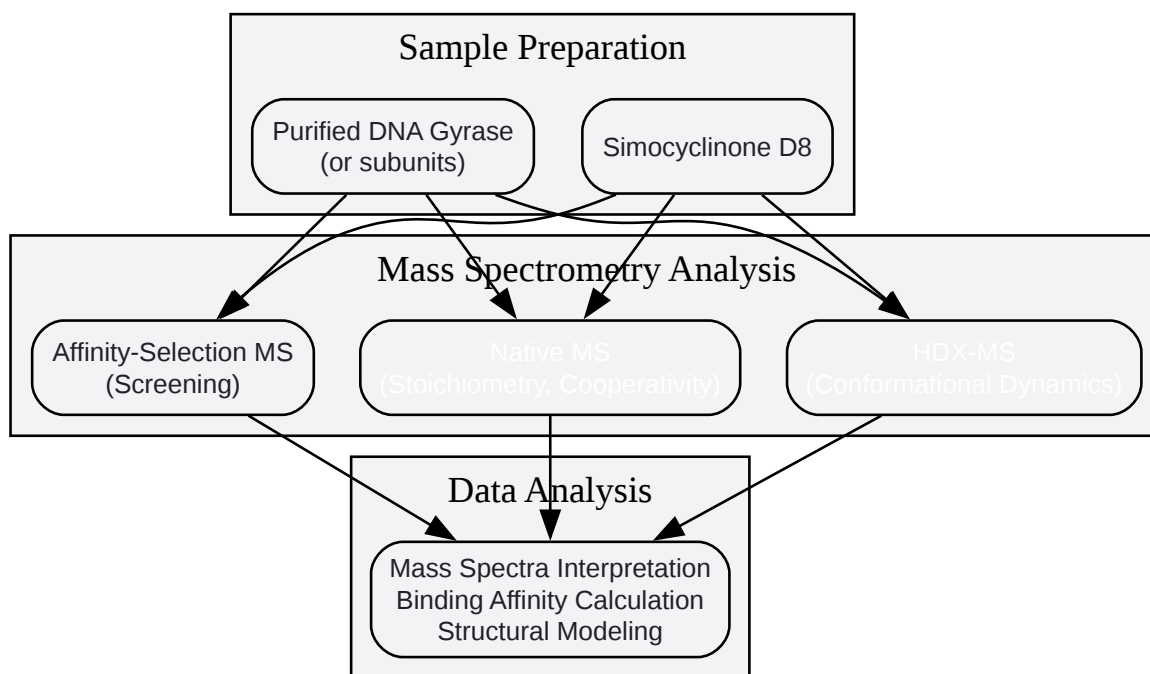 Sample Preparation
Purified DNA Gyrase
(or subunits)
Simocyclinone D8
Mass Spectrometry Analysis
Affinity-Selection MS
(Screening)
Native MS
(Stoichiometry, Cooperativity)
HDX-MS
(Conformational Dynamics)
Data Analysis
Mass Spectra Interpretation
Binding Affinity Calculation
Structural Modeling